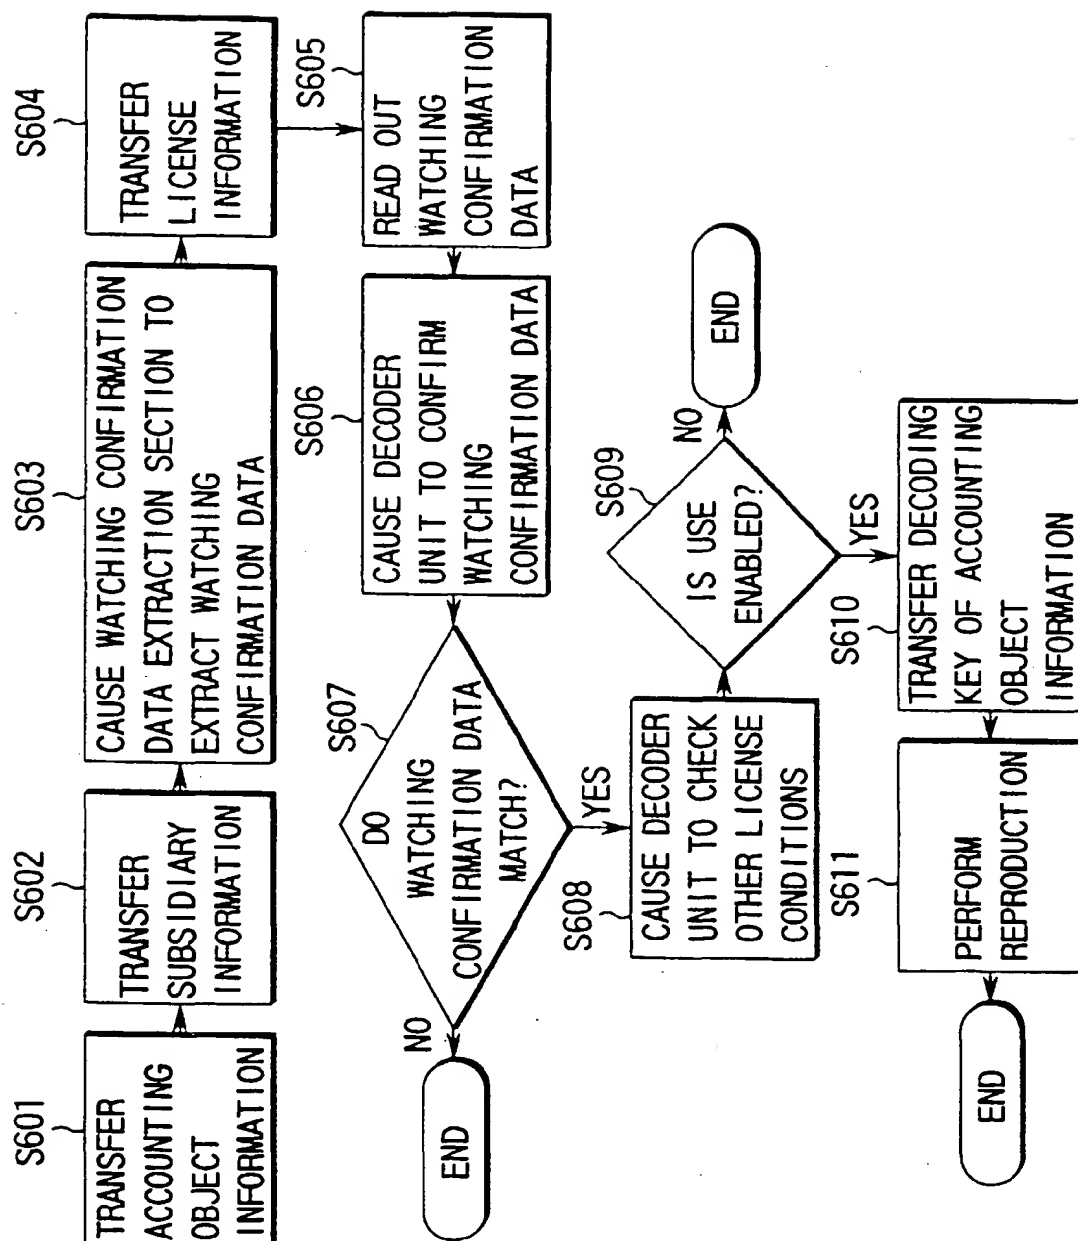 S601
TRANSFER
ACCOUNTING
OBJECT
INFORMATION
S602
TRANSFER
SUBSIDIARY
INFORMATION
S603
CAUSE WATCHING CONFIRMATION
DATA EXTRACTION SECTION TO
EXTRACT WATCHING
CONFIRMATION DATA
S604
TRANSFER
LICENSE
INFORMATION
S605
READ OUT
WATCHING
CONFIRMATION
DATA
S606
CAUSE DECODER
UNIT TO CONFIRM
WATCHING
CONFIRMATION DATA
S607
DO
WATCHING
CONFIRMATION DATA
MATCH?
NO
END
YES
S608
CAUSE DECODER
UNIT TO CHECK
OTHER LICENSE
CONDITIONS
S609
IS USE
ENABLED?
NO
END
YES
S610
TRANSFER DECODING
KEY OF ACCOUNTING
OBJECT
INFORMATION
S611
PERFORM
REPRODUCTION
END